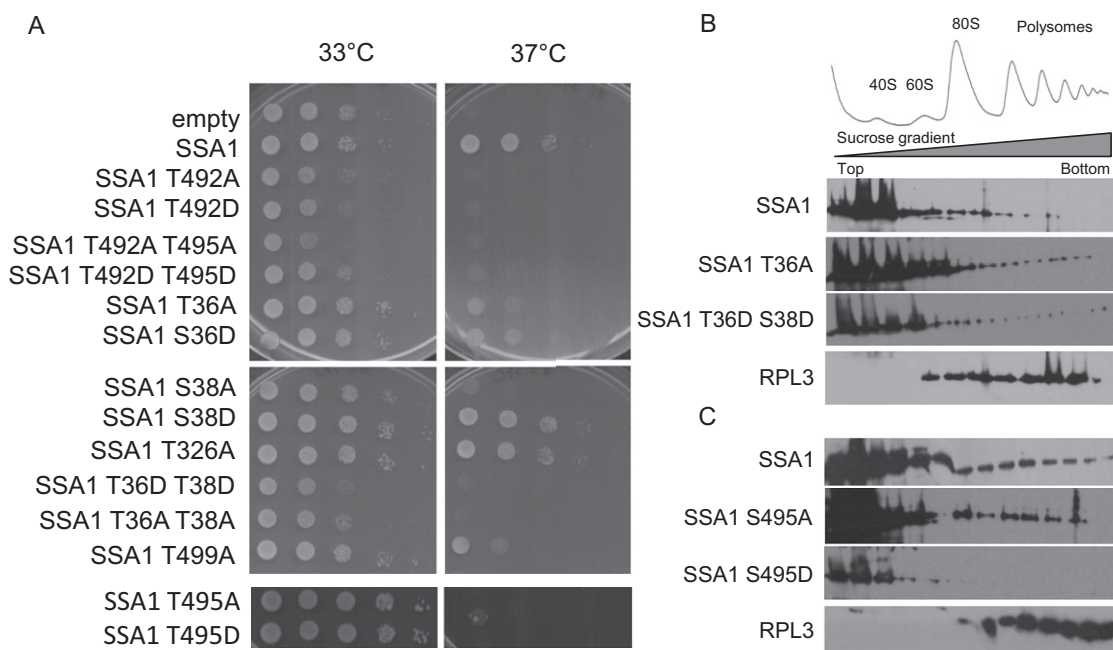 A
33°C
37°C
empty
SSA1
SSA1 T492A
SSA1 T492D
SSA1 T492A T495A
SSA1 T492D T495D
SSA1 T36A
SSA1 S36D
SSA1 S38A
SSA1 S38D
SSA1 T326A
SSA1 T36D T38D
SSA1 T36A T38A
SSA1 T499A
SSA1 T495A
SSA1 T495D
B
80S
Polysomes
40S 60S
Sucrose gradient
Top
Bottom
SSA1
SSA1 T36A
SSA1 T36D S38D
RPL3
C
SSA1
SSA1 S495A
SSA1 S495D
RPL3